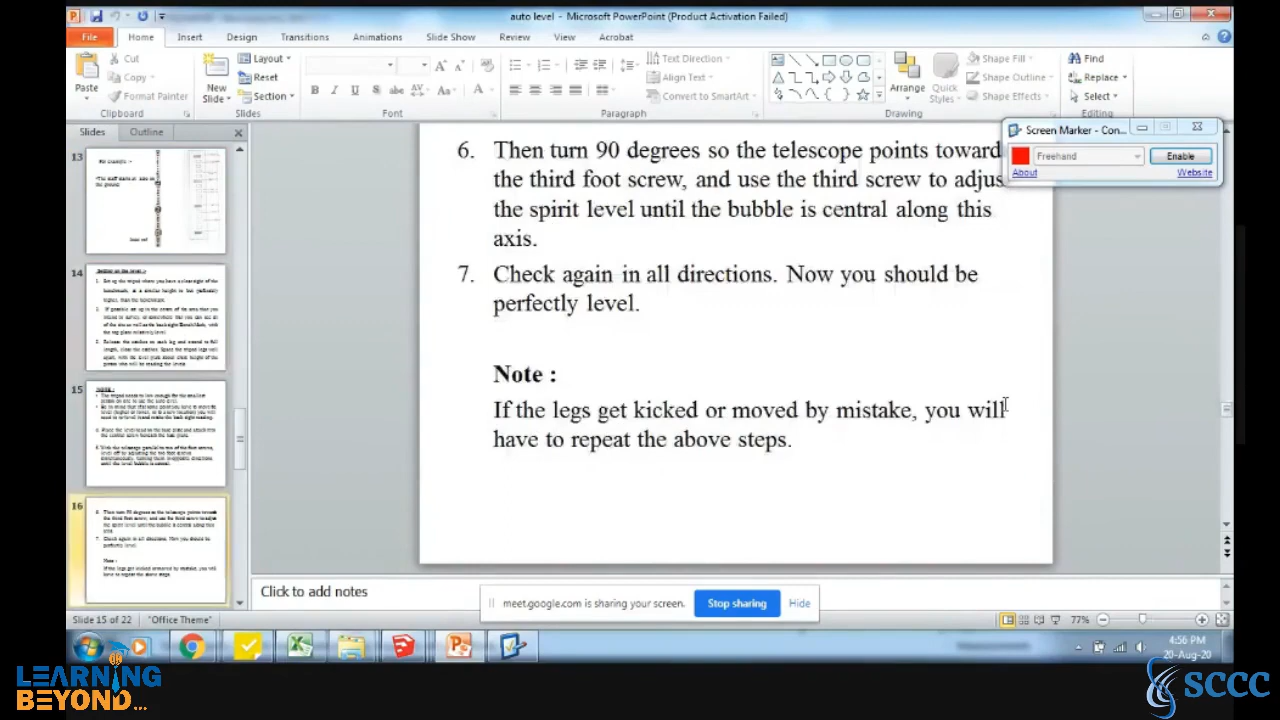 auto level - Microsoft PowerPoint (Product Activation Failed)
File Home Insert Design Transitions Animations Slide Show Review View Acrobat
Paste
Cut
Copy
Format Painter
Clipboard
New
Slide
Layout
Reset
Section
Slides
Font
Paragraph
Text Direction
Align Text
Convert to SmartArt
Arrange
Quick
Styles
Shape Fill
Shape Outline
Shape Effects
Drawing
Find
Replace
Select
Editing
Screen Marker - Con...
Freehand
Enable
About
Website
Slides Outline
13
14
15
16
6. Then turn 90 degrees so the telescope points toward
the third foot screw, and use the third screw to adjus
the spirit level until the bubble is central along this
axis.
7. Check again in all directions. Now you should be
perfectly level.
Note :
If the legs get kicked or moved by mistake, you will
have to repeat the above steps.
Click to add notes
meet.google.com is sharing your screen.
Stop sharing
Hide
Slide 15 of 22
"Office Theme"
77%
4:56 PM
20-Aug-20
LEARNING
BEYOND...
SCCC